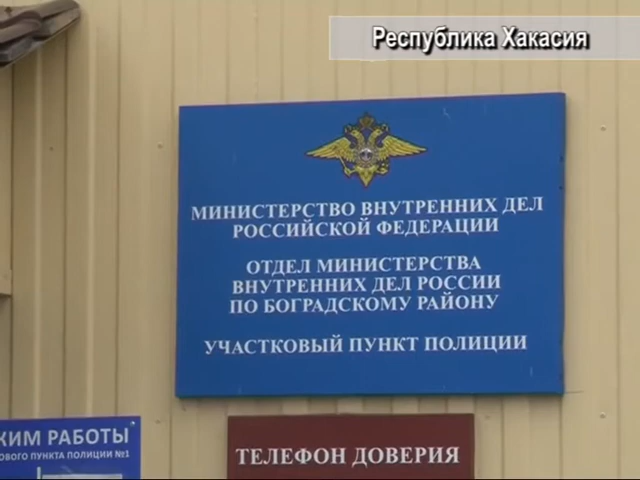 Республика Хакасия
МИНИСТЕРСТВО ВНУТРЕННИХ ДЕЛ
РОССИЙСКОЙ ФЕДЕРАЦИИ
ОТДЕЛ МИНИСТЕРСТВА
ВНУТРЕННИХ ДЕЛ РОССИИ
ПО БОГРАДСКОМУ РАЙОНУ
УЧАСТКОВЫЙ ПУНКТ ПОЛИЦИИ
ЖИМ РАБОТЫ
ОВОГО ПУНКТА ПОЛИЦИИ №1
ТЕЛЕФОН ДОВЕРИЯ